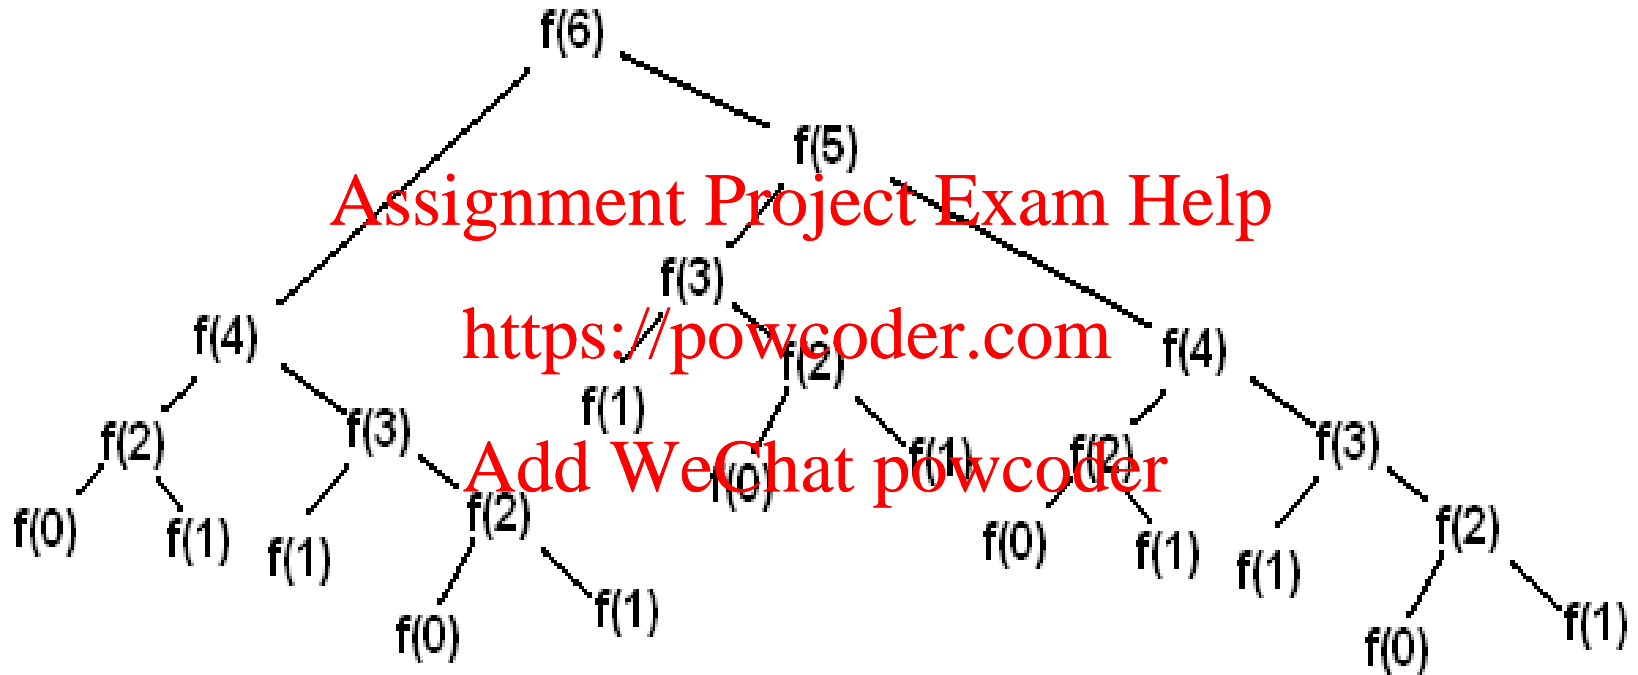 f(6)
f(5)
Assignment Project Exam Help
f(3)
https://powcoder.com
f(4)
f(2)
f(4)
f(1)
f(2)
f(3)
f(1)
f(2)
f(3)
Add WeChat powcoder
f(0)
f(2)
f(0)
f(1)
f(1)
f(0)
f(1)
f(1)
f(2)
f(0)
f(1)
f(0)
f(1)